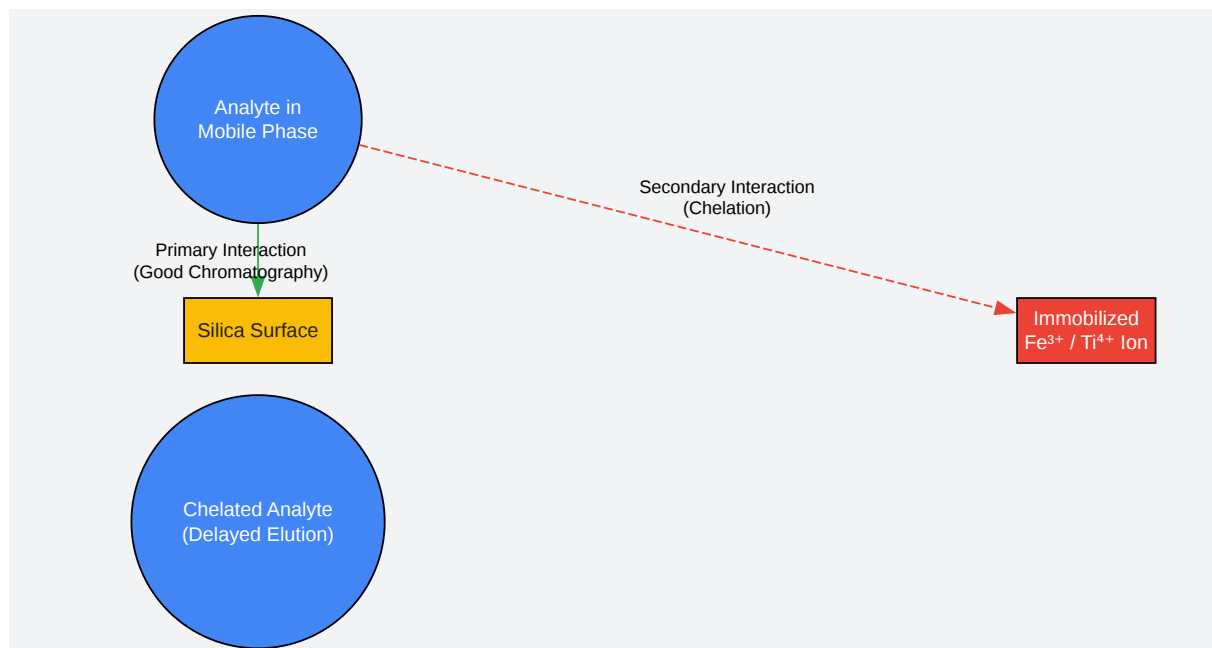 Analyte in
Mobile Phase
Secondary Interaction
(Chelation)
Primary Interaction
(Good Chromatography)
Silica Surface
Immobilized
Fe³⁺ / Ti⁴⁺ Ion
Chelated Analyte
(Delayed Elution)